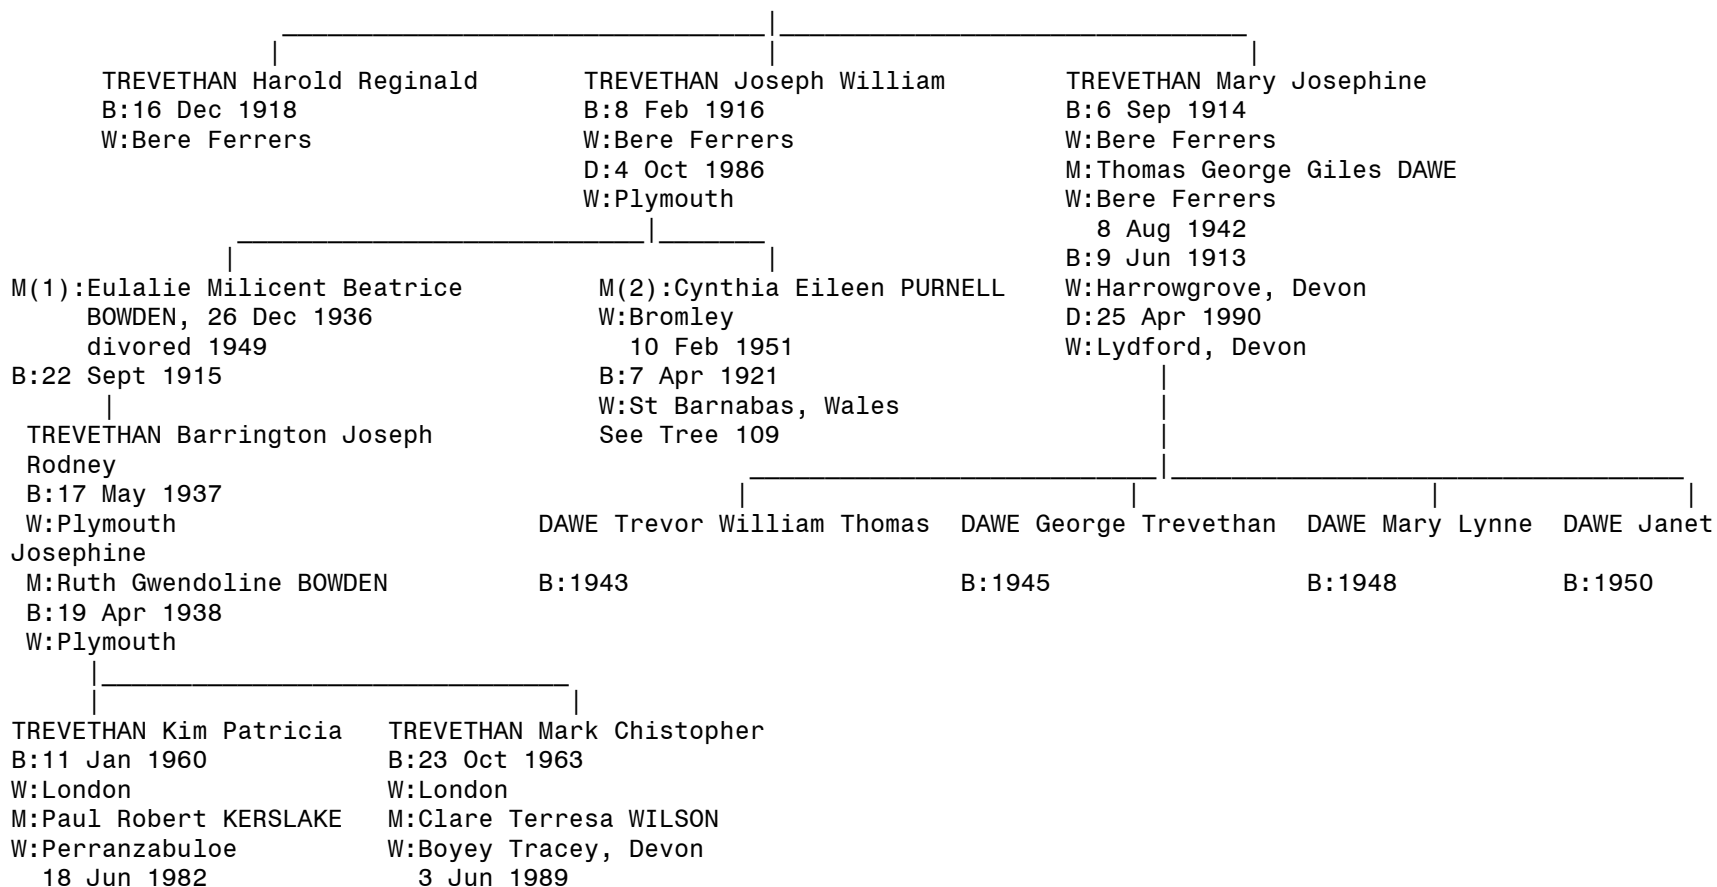 TREVETHAN Harold Reginald TREVETHAN Joseph William TREVETHAN Mary Josephine
B:16 Dec 1918 B:8 Feb 1916 B:6 Sep 1914
W:Bere Ferrers W:Bere Ferrers W:Bere Ferrers
D:4 Oct 1986 M:Thomas George Giles DAWE
W:Plymouth W:Bere Ferrers
8 Aug 1942
B:9 Jun 1913
M(1):Eulalie Milicent Beatrice M(2):Cynthia Eileen PURNELL W:Harrowgrove, Devon
BOWDEN, 26 Dec 1936 W:Bromley D:25 Apr 1990
divored 1949 10 Feb 1951 W:Lydford, Devon
B:22 Sept 1915 B:7 Apr 1921
W:St Barnabas, Wales
TREVETHAN Barrington Joseph See Tree 109
Rodney
B:17 May 1937
W:Plymouth DAWE Trevor William Thomas DAWE George Trevethan DAWE Mary Lynne DAWE Janet
Josephine
M:Ruth Gwendoline BOWDEN B:1943 B:1945 B:1948 B:1950
B:19 Apr 1938
W:Plymouth
TREVETHAN Kim Patricia TREVETHAN Mark Chistopher
B:11 Jan 1960 B:23 Oct 1963
W:London W:London
M:Paul Robert KERSLAKE M:Clare Terresa WILSON
W:Perranzabuloe W:Boyey Tracey, Devon
18 Jun 1982 3 Jun 1989